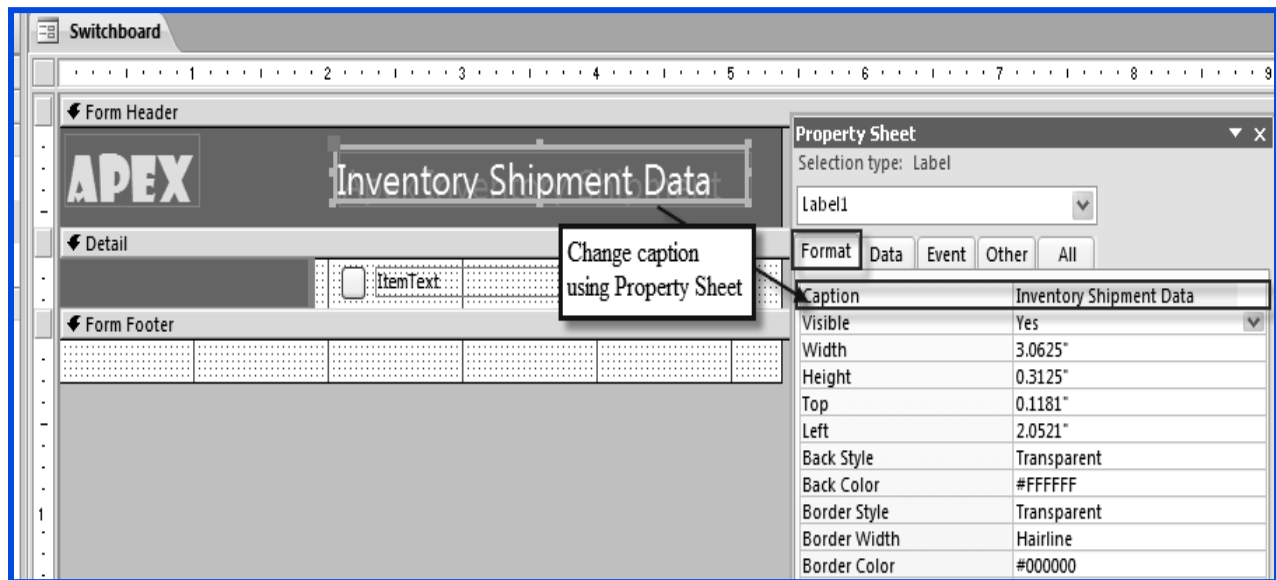 Switchboard
1 2 3 4 5 6 7 8 9
Form Header
APEX
Inventory Shipment Data
Detail
ItemText
Form Footer
1
Change caption
using Property Sheet
Property Sheet
Selection type: Label
Label1
Format Data Event Other All
Caption Inventory Shipment Data
Visible Yes
Width 3.0625"
Height 0.3125"
Top 0.1181"
Left 2.0521"
Back Style Transparent
Back Color #FFFFFF
Border Style Transparent
Border Width Hairline
Border Color #000000